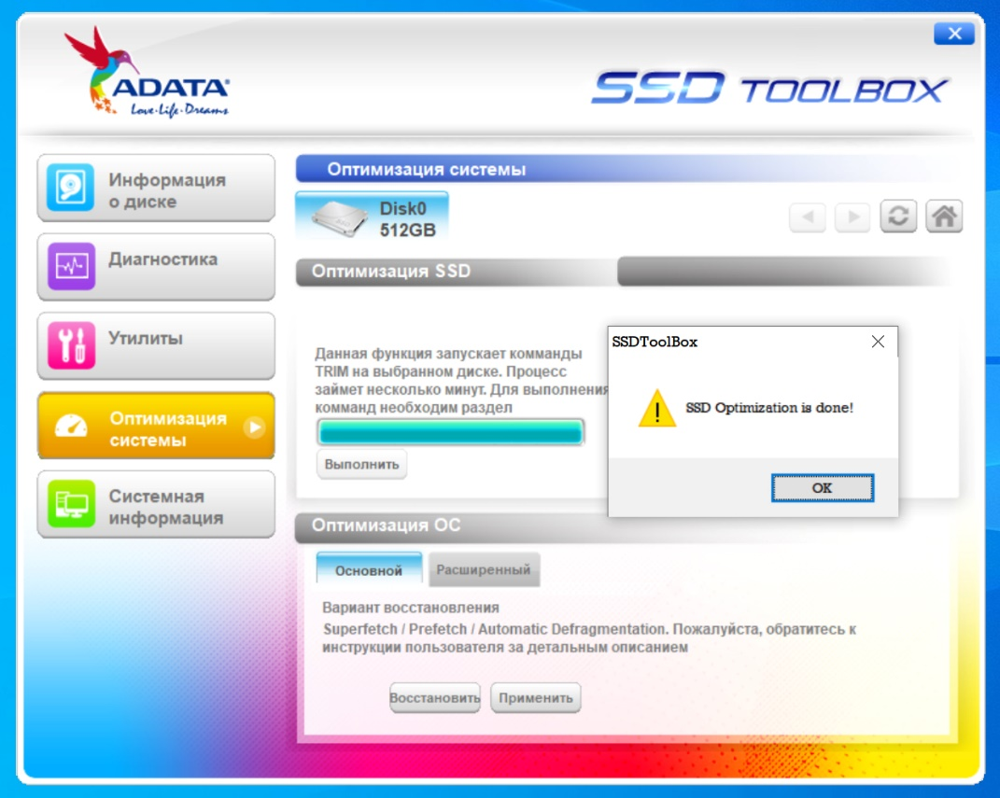 ADATA
Love·Life·Dreams
SSD TOOLBOX
Информация
о диске
Диагностика
Утилиты
Оптимизация
системы
Системная
информация
Оптимизация системы
Disk0
512GB
Оптимизация SSD
Данная функция запускает комманды
TRIM на выбранном диске. Процесс
займет несколько минут. Для выполнения
комманд необходим раздел
Выполнить
SSDToolBox
SSD Optimization is done!
OK
Оптимизация ОС
Основной
Расширенный
Вариант восстановления
Superfetch / Prefetch / Automatic Defragmentation. Пожалуйста, обратитесь к
инструкции пользователя за детальным описанием
Восстановить
Применить